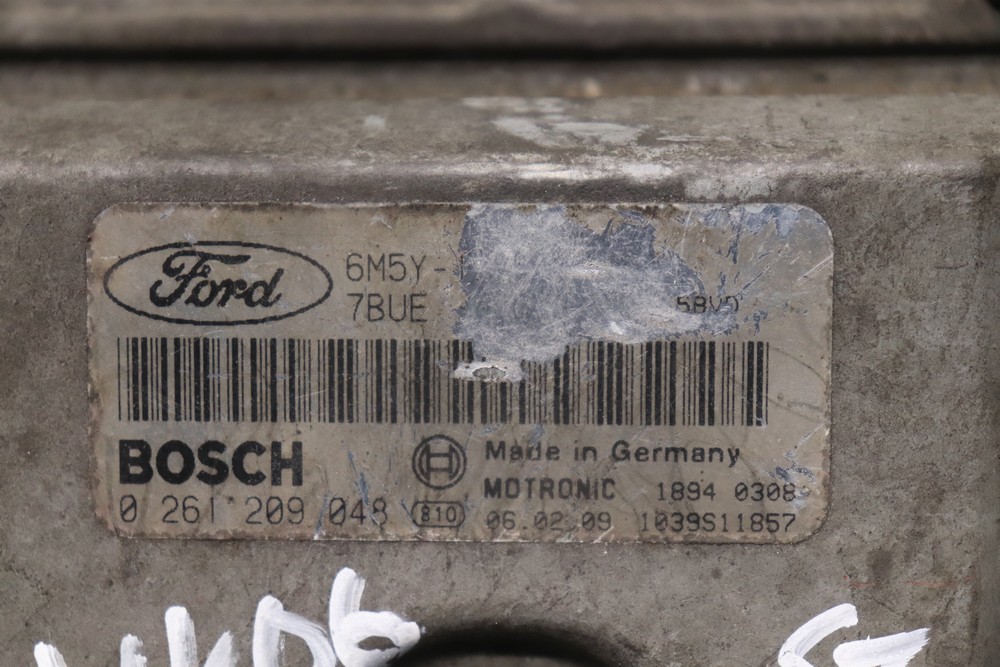 Ford
6M5Y-
7BUE
BOSCH
Made in Germany
MOTRONIC 1894 0308
0 261 209 048 810 06.02.09 1039S11857